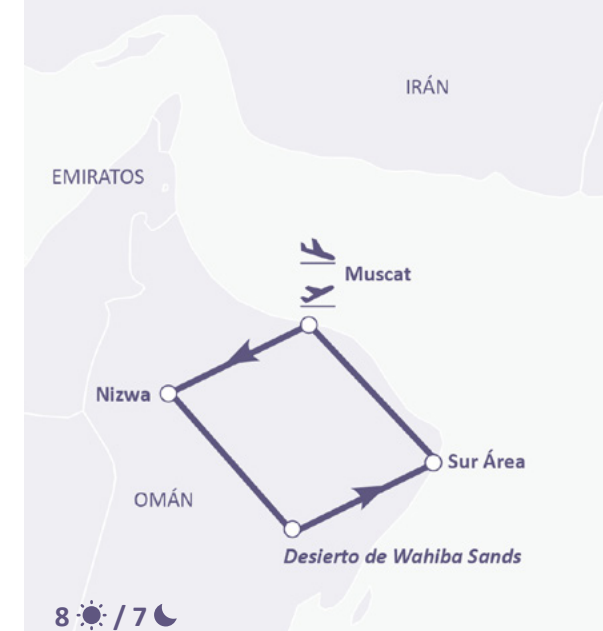 IRÁN
EMIRATOS
Muscat
Nizwa
Sur Área
OMÁN
Desierto de Wahiba Sands
8 / 7